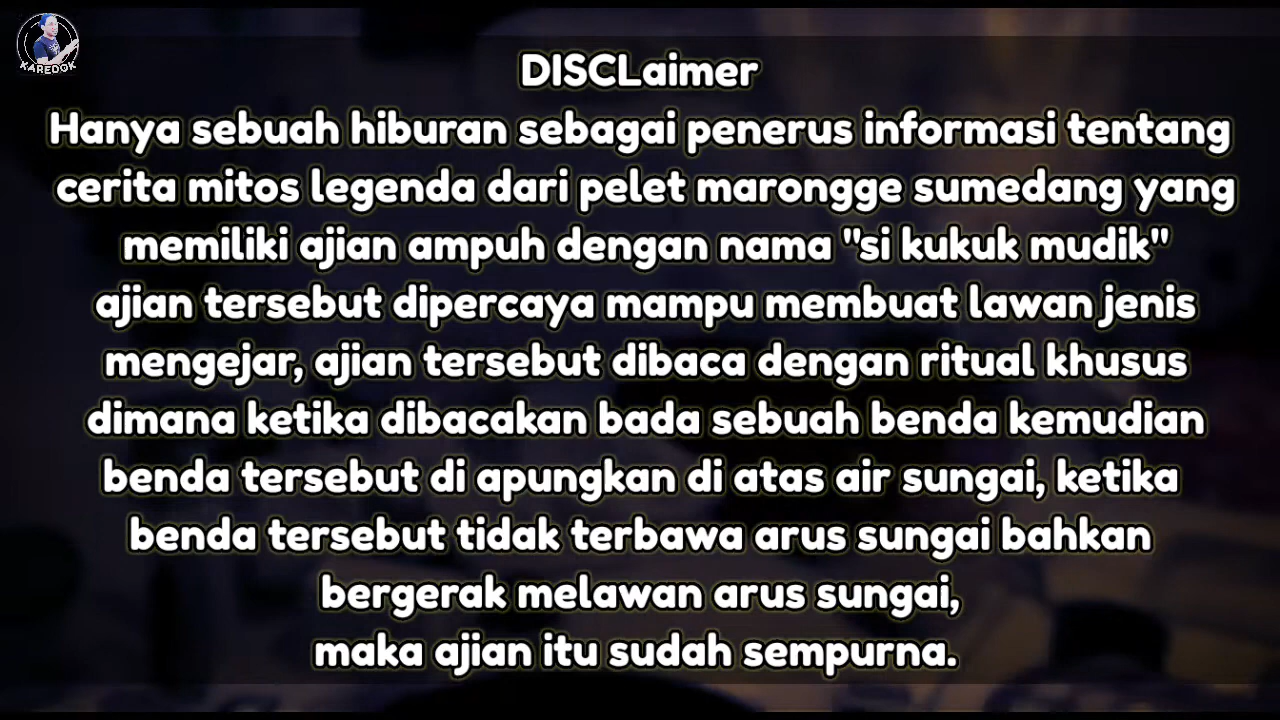 KAREDOK
DISCLaimer
Hanya sebuah hiburan sebagai penerus informasi tentang
cerita mitos legenda dari pelet marongge sumedang yang
memiliki ajian ampuh dengan nama "si kukuk mudik"
ajian tersebut dipercaya mampu membuat lawan jenis
mengejar, ajian tersebut dibaca dengan ritual khusus
dimana ketika dibacakan bada sebuah benda kemudian
benda tersebut di apungkan di atas air sungai, ketika
benda tersebut tidak terbawa arus sungai bahkan
bergerak melawan arus sungai,
maka ajian itu sudah sempurna.